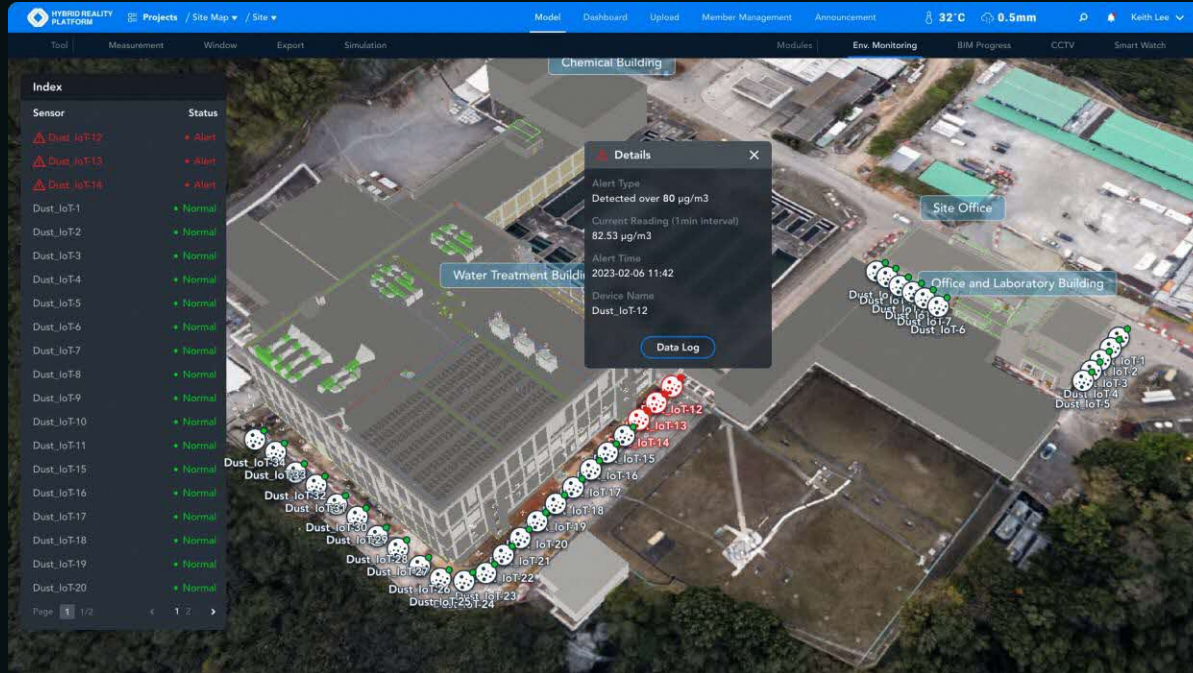 HYBRID REALITY PLATFORM
Projects / Site Map / Site
Model Dashboard Upload Member Management Announcement
32°C 0.5mm
Keith Lee
Tool Measurement Window Export Simulation
Modules Env. Monitoring BIM Progress CCTV Smart Watch
Index
Sensor Status
Dust_IoT-12 Alert
Dust_IoT-13 Alert
Dust_IoT-14 Alert
Dust_IoT-1 Normal
Dust_IoT-2 Normal
Dust_IoT-3 Normal
Dust_IoT-4 Normal
Dust_IoT-5 Normal
Dust_IoT-6 Normal
Dust_IoT-7 Normal
Dust_IoT-8 Normal
Dust_IoT-9 Normal
Dust_IoT-10 Normal
Dust_IoT-11 Normal
Dust_IoT-15 Normal
Dust_IoT-16 Normal
Dust_IoT-17 Normal
Dust_IoT-18 Normal
Dust_IoT-19 Normal
Dust_IoT-20 Normal
Page 1 1/2 < 1 2 >
Chemical Building
Details
Alert Type
Detected over 80 µg/m3
Current Reading (1min interval)
82.53 µg/m3
Alert Time
2023-02-06 11:42
Device Name
Dust_IoT-12
Data Log
Site Office
Water Treatment Buildin
Office and Laboratory Building
Dust_IoT-7
Dust_IoT-6
IoT-1
IoT-2
IoT-3
Dust_IoT-4
Dust_IoT-5
IoT-12
IoT-13
IoT-14
IoT-15
IoT-16
IoT-17
IoT-18
IoT-19
IoT-20
IoT-21
IoT-22
IoT-23
IoT-24
Dust_IoT-25
Dust_IoT-26
Dust_IoT-27
Dust_IoT-28
Dust_IoT-29
Dust_IoT-30
Dust_IoT-31
Dust_IoT-32
Dust_IoT-33
Dust_IoT-34